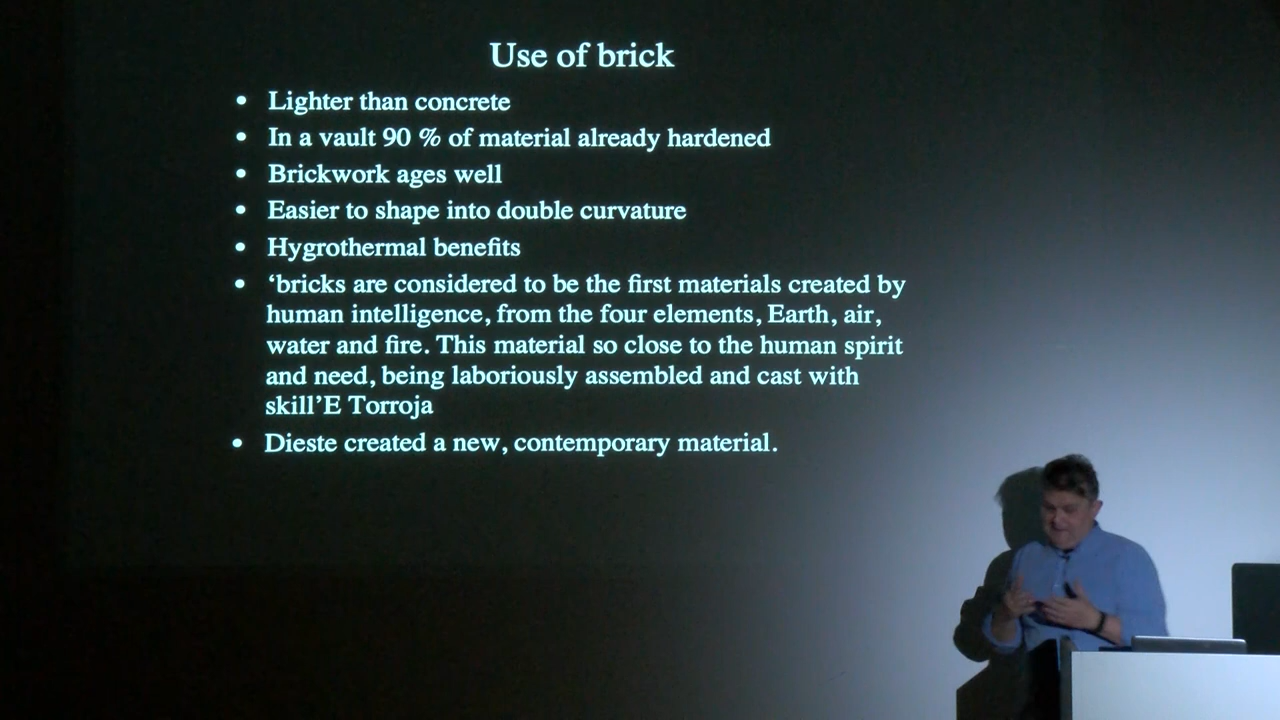 Use of brick
• Lighter than concrete
• In a vault 90 % of material already hardened
• Brickwork ages well
• Easier to shape into double curvature
• Hygrothermal benefits
• ‘bricks are considered to be the first materials created by
human intelligence, from the four elements, Earth, air,
water and fire. This material so close to the human spirit
and need, being laboriously assembled and cast with
skill’E Torroja
• Dieste created a new, contemporary material.